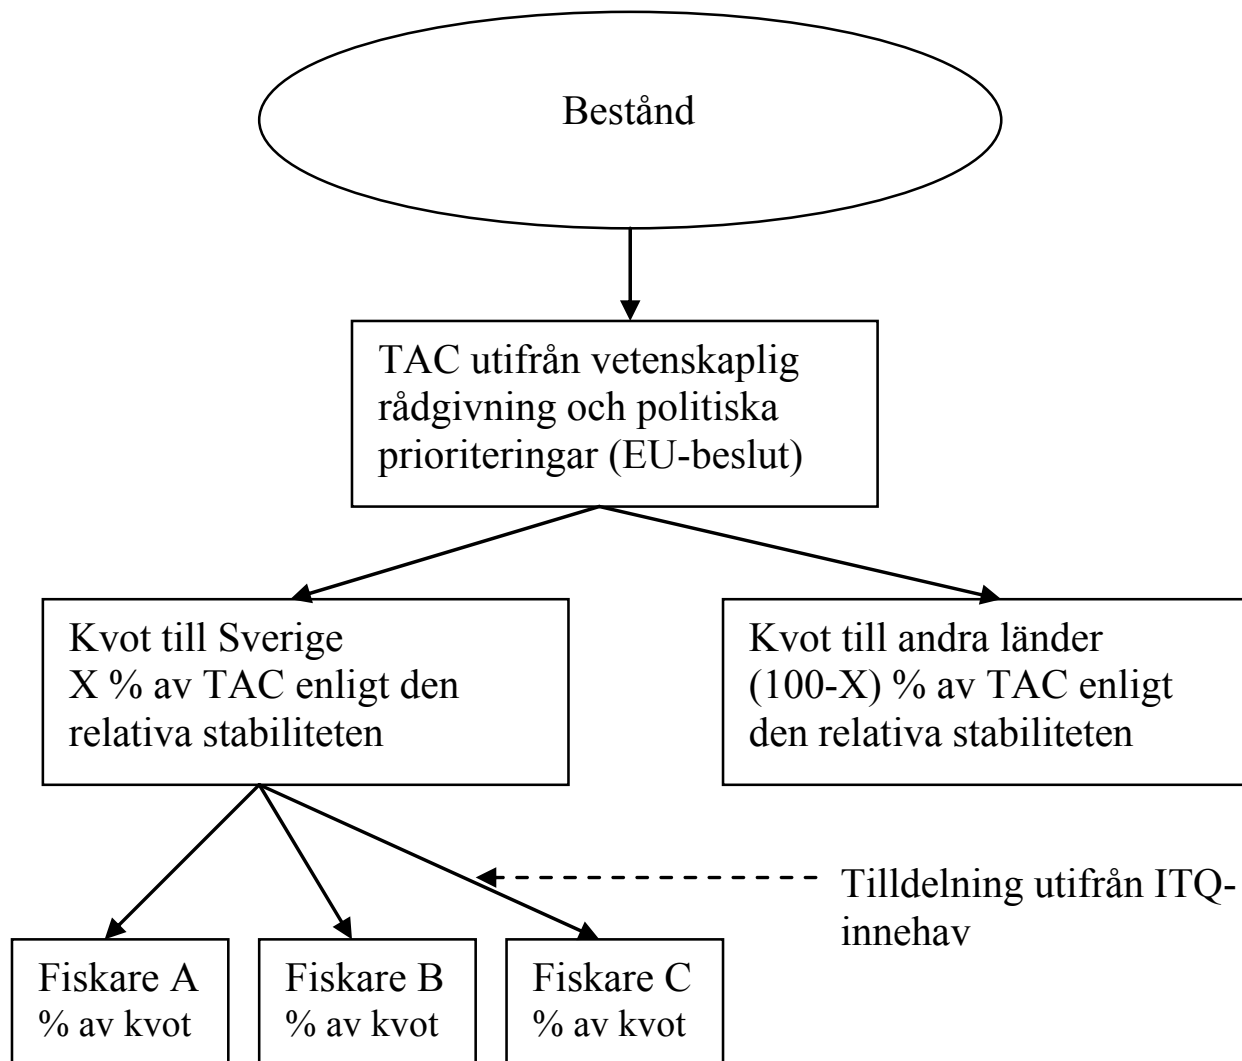 Bestånd
TAC utifrån vetenskaplig
rådgivning och politiska
prioriteringar (EU-beslut)
Kvot till Sverige
X % av TAC enligt den
relativa stabiliteten
Kvot till andra länder
(100-X) % av TAC enligt
den relativa stabiliteten
Tilldelning utifrån ITQ-
innehav
Fiskare A
% av kvot
Fiskare B
% av kvot
Fiskare C
% av kvot